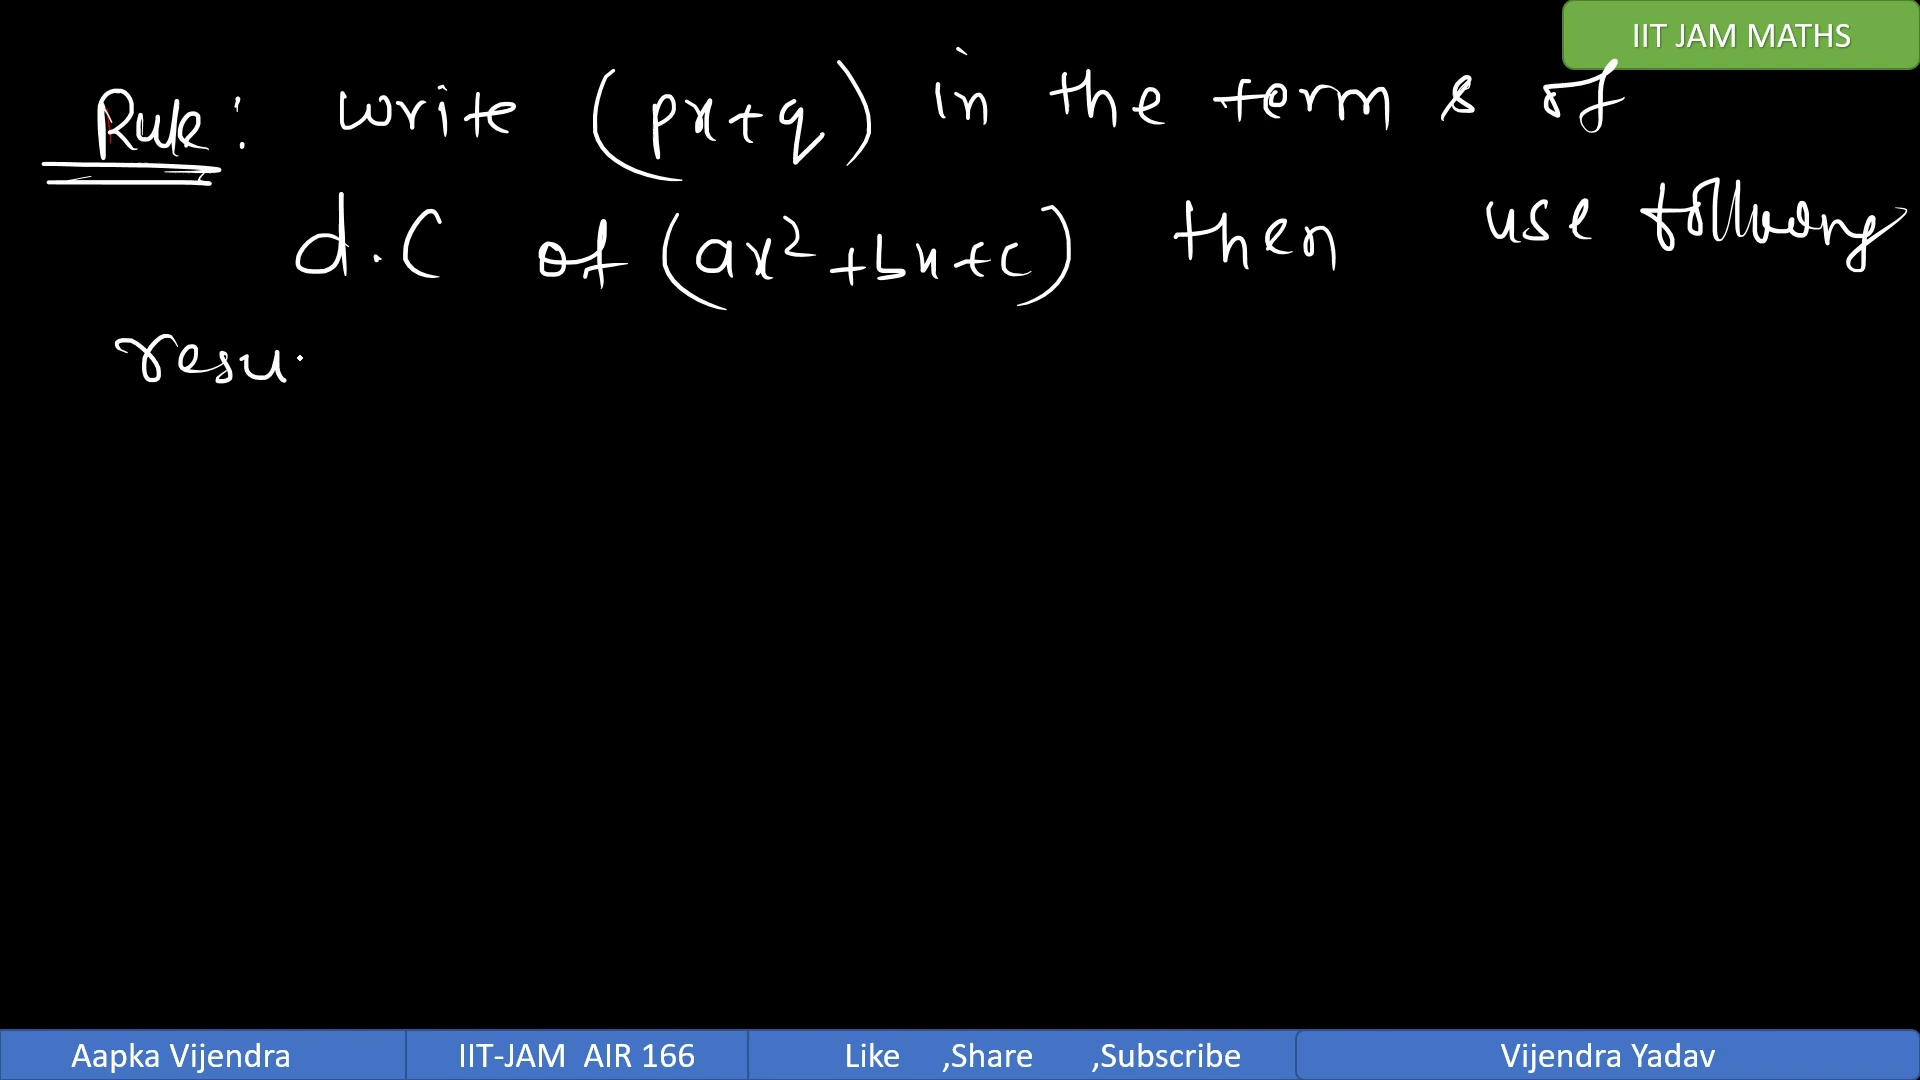 IIT JAM MATHS
Rule: write (px+q) in the terms of
d.C of (ax²+bx+c) then use following
resu
Aapka Vijendra IIT-JAM AIR 166 Like ,Share ,Subscribe Vijendra Yadav